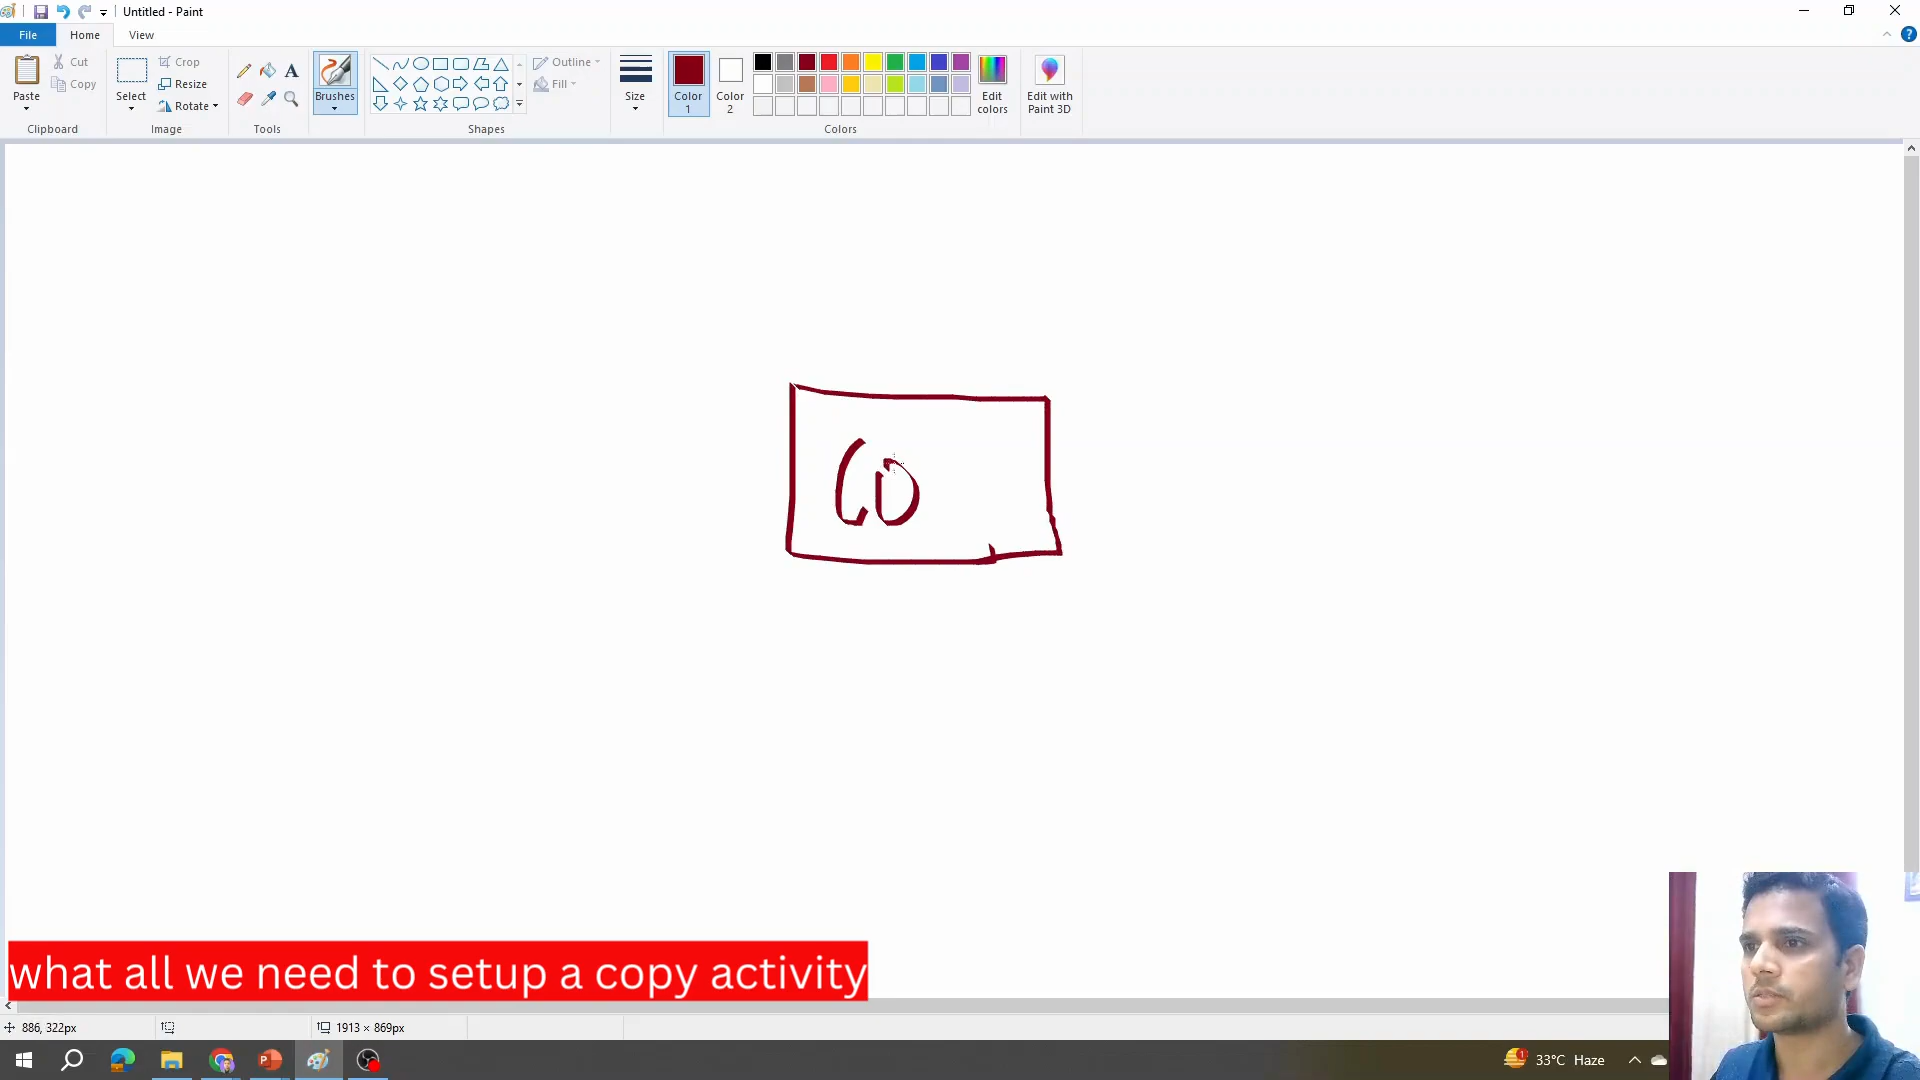 Untitled - Paint
File Home View
Cut
Copy
Paste
Clipboard
Crop
Resize
Rotate
Select
Image
Tools
Brushes
Outline
Fill
Shapes
Size
Color 1
Color 2
Colors
Edit colors
Edit with Paint 3D
Co
what all we need to setup a copy activity
886, 322px
1913 × 869px
33°C Haze